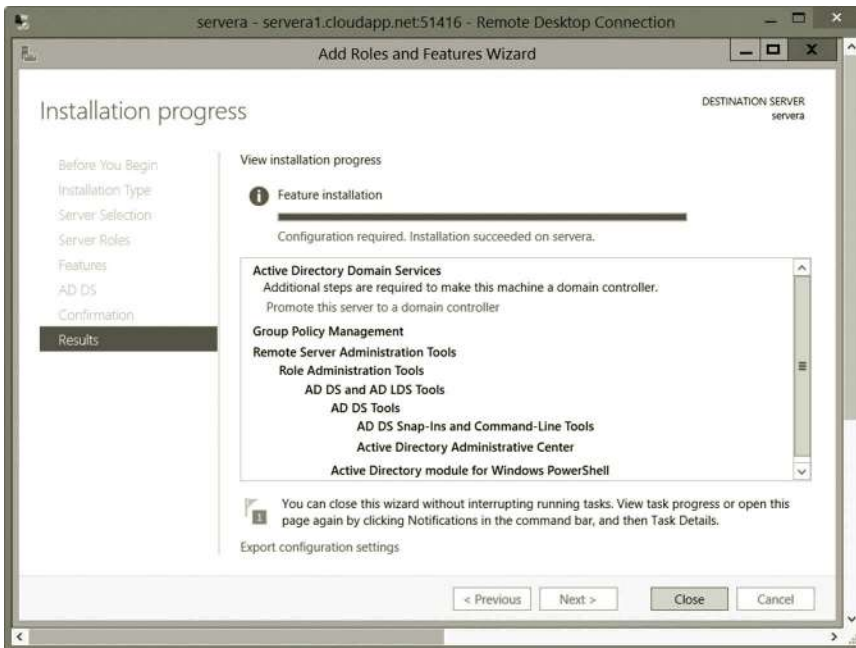 servera - servera1.cloudapp.net:51416 - Remote Desktop Connection
Add Roles and Features Wizard
Installation progress
DESTINATION SERVER
servera
Before You Begin
Installation Type
Server Selection
Server Roles
Features
AD DS
Confirmation
Results
View installation progress
Feature installation
Configuration required. Installation succeeded on servera.
Active Directory Domain Services
Additional steps are required to make this machine a domain controller.
Promote this server to a domain controller
Group Policy Management
Remote Server Administration Tools
Role Administration Tools
AD DS and AD LDS Tools
AD DS Tools
AD DS Snap-Ins and Command-Line Tools
Active Directory Administrative Center
Active Directory module for Windows PowerShell
1
You can close this wizard without interrupting running tasks. View task progress or open this
page again by clicking Notifications in the command bar, and then Task Details.
Export configuration settings
< Previous
Next >
Close
Cancel